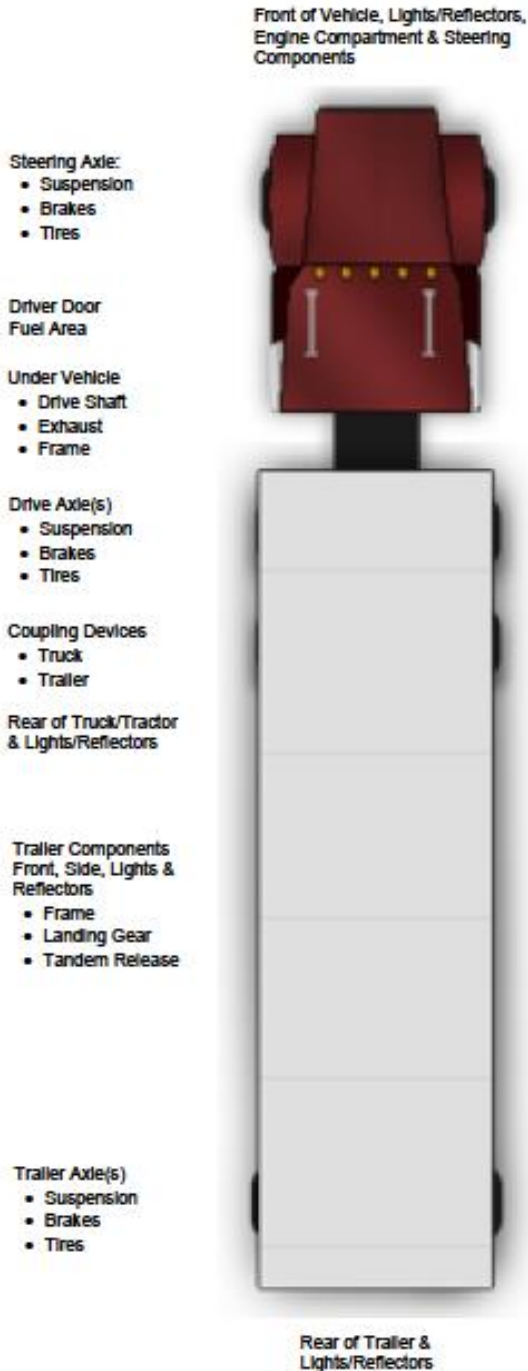 Front of Vehicle, Lights/Reflectors,
Engine Compartment & Steering
Components
Steering Axle:
• Suspension
• Brakes
• Tires
Driver Door
Fuel Area
Under Vehicle
• Drive Shaft
• Exhaust
• Frame
Drive Axle(s)
• Suspension
• Brakes
• Tires
Coupling Devices
• Truck
• Trailer
Rear of Truck/Tractor
& Lights/Reflectors
Trailer Components
Front, Side, Lights &
Reflectors
• Frame
• Landing Gear
• Tandem Release
Trailer Axle(s)
• Suspension
• Brakes
• Tires
Rear of Trailer &
Lights/Reflectors